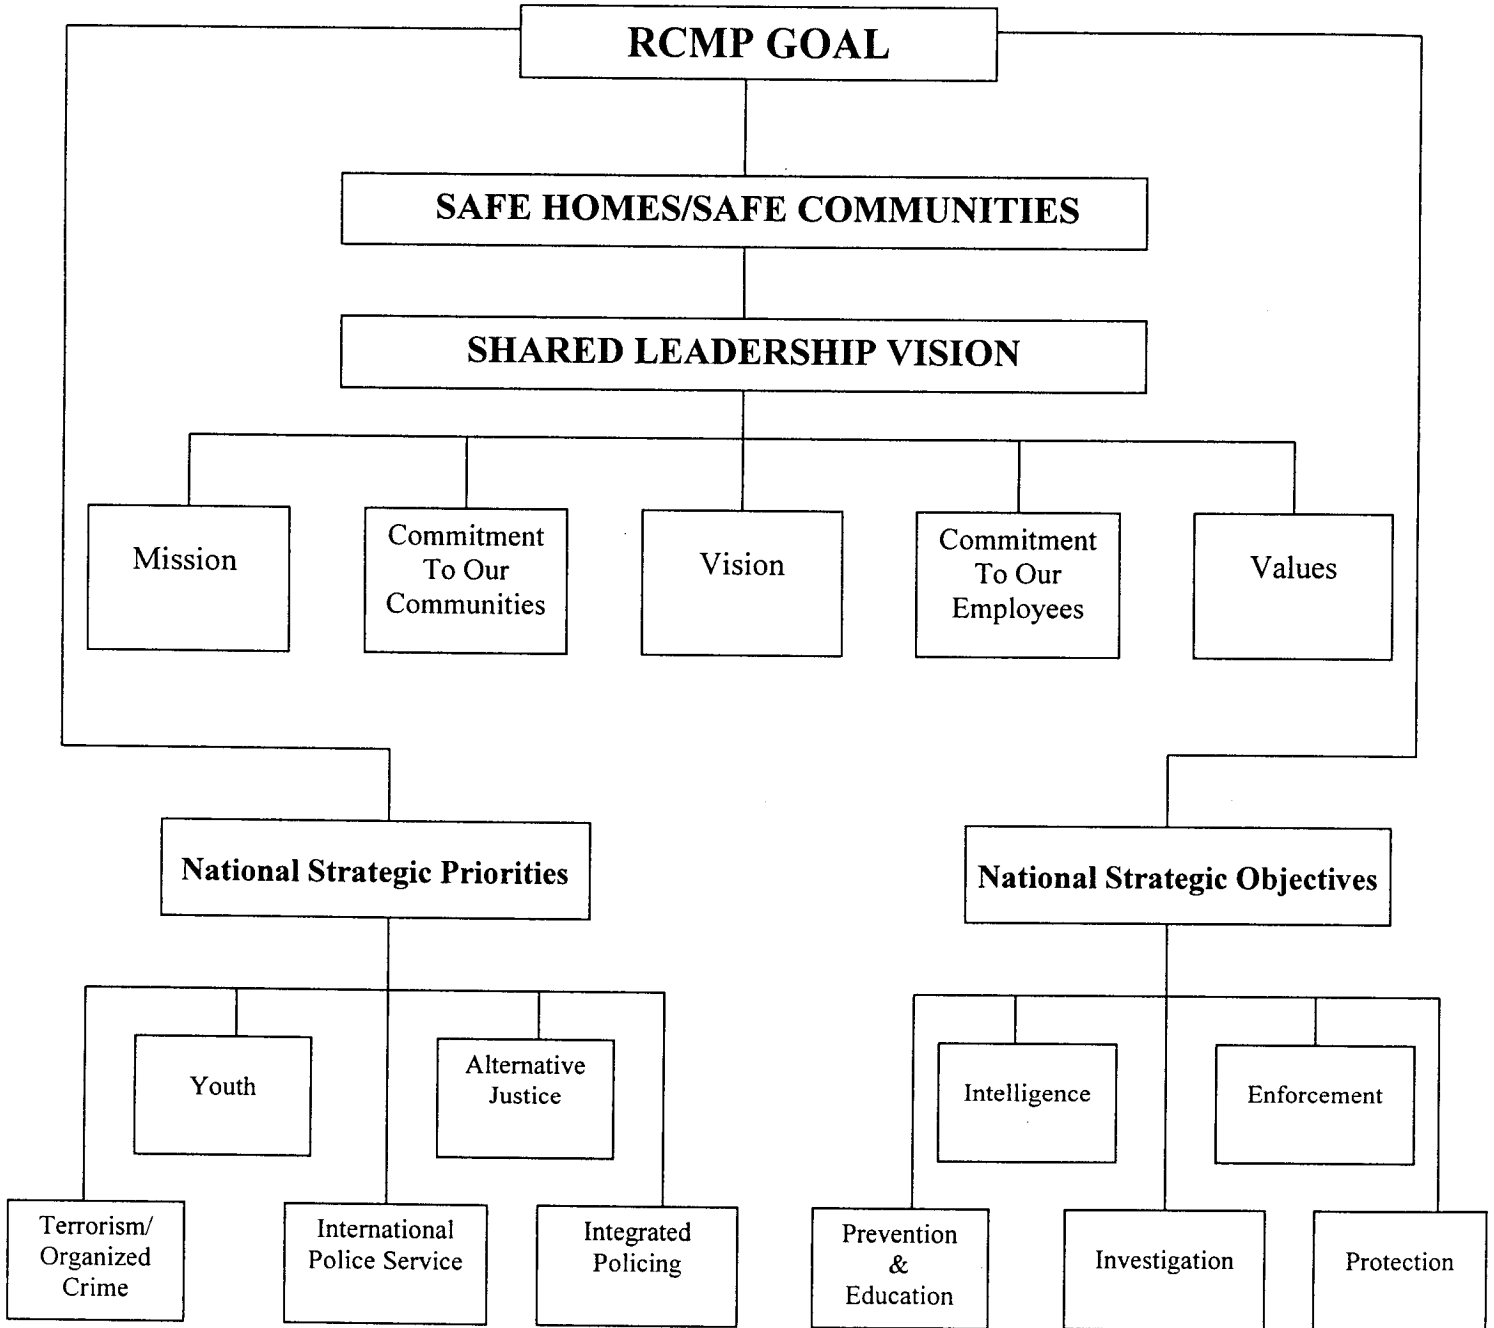 RCMP GOAL
SAFE HOMES/SAFE COMMUNITIES
SHARED LEADERSHIP VISION
Mission
Commitment
To Our
Communities
Vision
Commitment
To Our
Employees
Values
National Strategic Priorities
National Strategic Objectives
Youth
Alternative
Justice
Intelligence
Enforcement
Terrorism/
Organized
Crime
International
Police Service
Integrated
Policing
Prevention
&
Education
Investigation
Protection